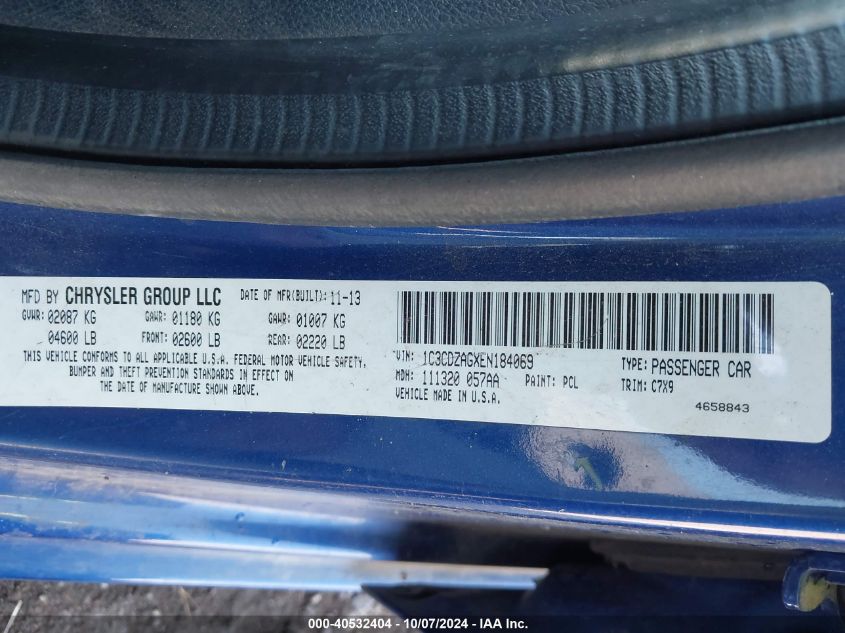 MFD BY CHRYSLER GROUP LLC DATE OF MFR(BUILT): 11-13
GVWR: 02087 KG GAWR: 01180 KG GAWR: 01007 KG
04600 LB FRONT: 02600 LB REAR: 02220 LB
THIS VEHICLE CONFORMS TO ALL APPLICABLE U.S.A. FEDERAL MOTOR VEHICLE SAFETY,
BUMPER AND THEFT PREVENTION STANDARDS IN EFFECT ON
THE DATE OF MANUFACTURE SHOWN ABOVE.
VIN: 1C3CDZAGXEN184069 TYPE: PASSENGER CAR
MDH: 111320 057AA PAINT: PCL TRIM: C7X9
VEHICLE MADE IN U.S.A.
4658843
000-40532404 - 10/07/2024 - IAA Inc.